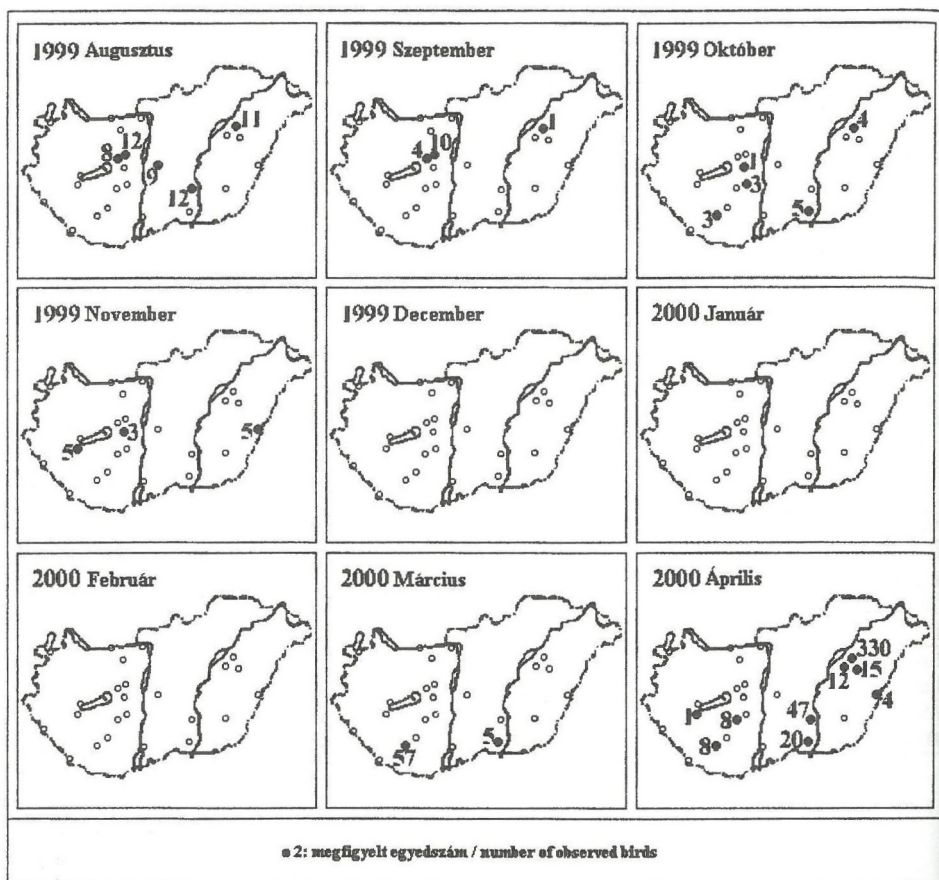 1999 Augusztus
11
8 12
9
12
1999 Szeptember
1
4 10
1999 Október
4
1
3
3
5
1999 November
3
5
5
1999 December
2000 Január
2000 Február
2000 Március
57
5
2000 Április
330
12
15
4
1
8
47
8
20
2: megfigyelt egyedszám / number of observed birds